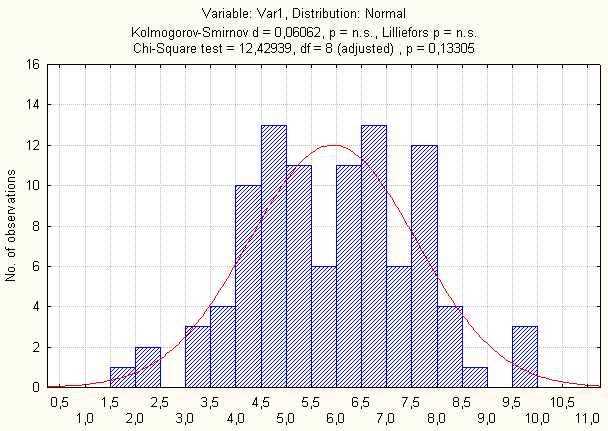 Variable: Var1, Distribution: Normal
Kolmogorov-Smirnov d = 0,06062, p = n.s., Lilliefors p = n.s.
Chi-Square test = 12,42939, df = 8 (adjusted) , p = 0,13305
16
14
12
10
8
6
4
2
0
No. of observations
0,5 1,5 2,5 3,5 4,5 5,5 6,5 7,5 8,5 9,5 10,5
1,0 2,0 3,0 4,0 5,0 6,0 7,0 8,0 9,0 10,0 11,0